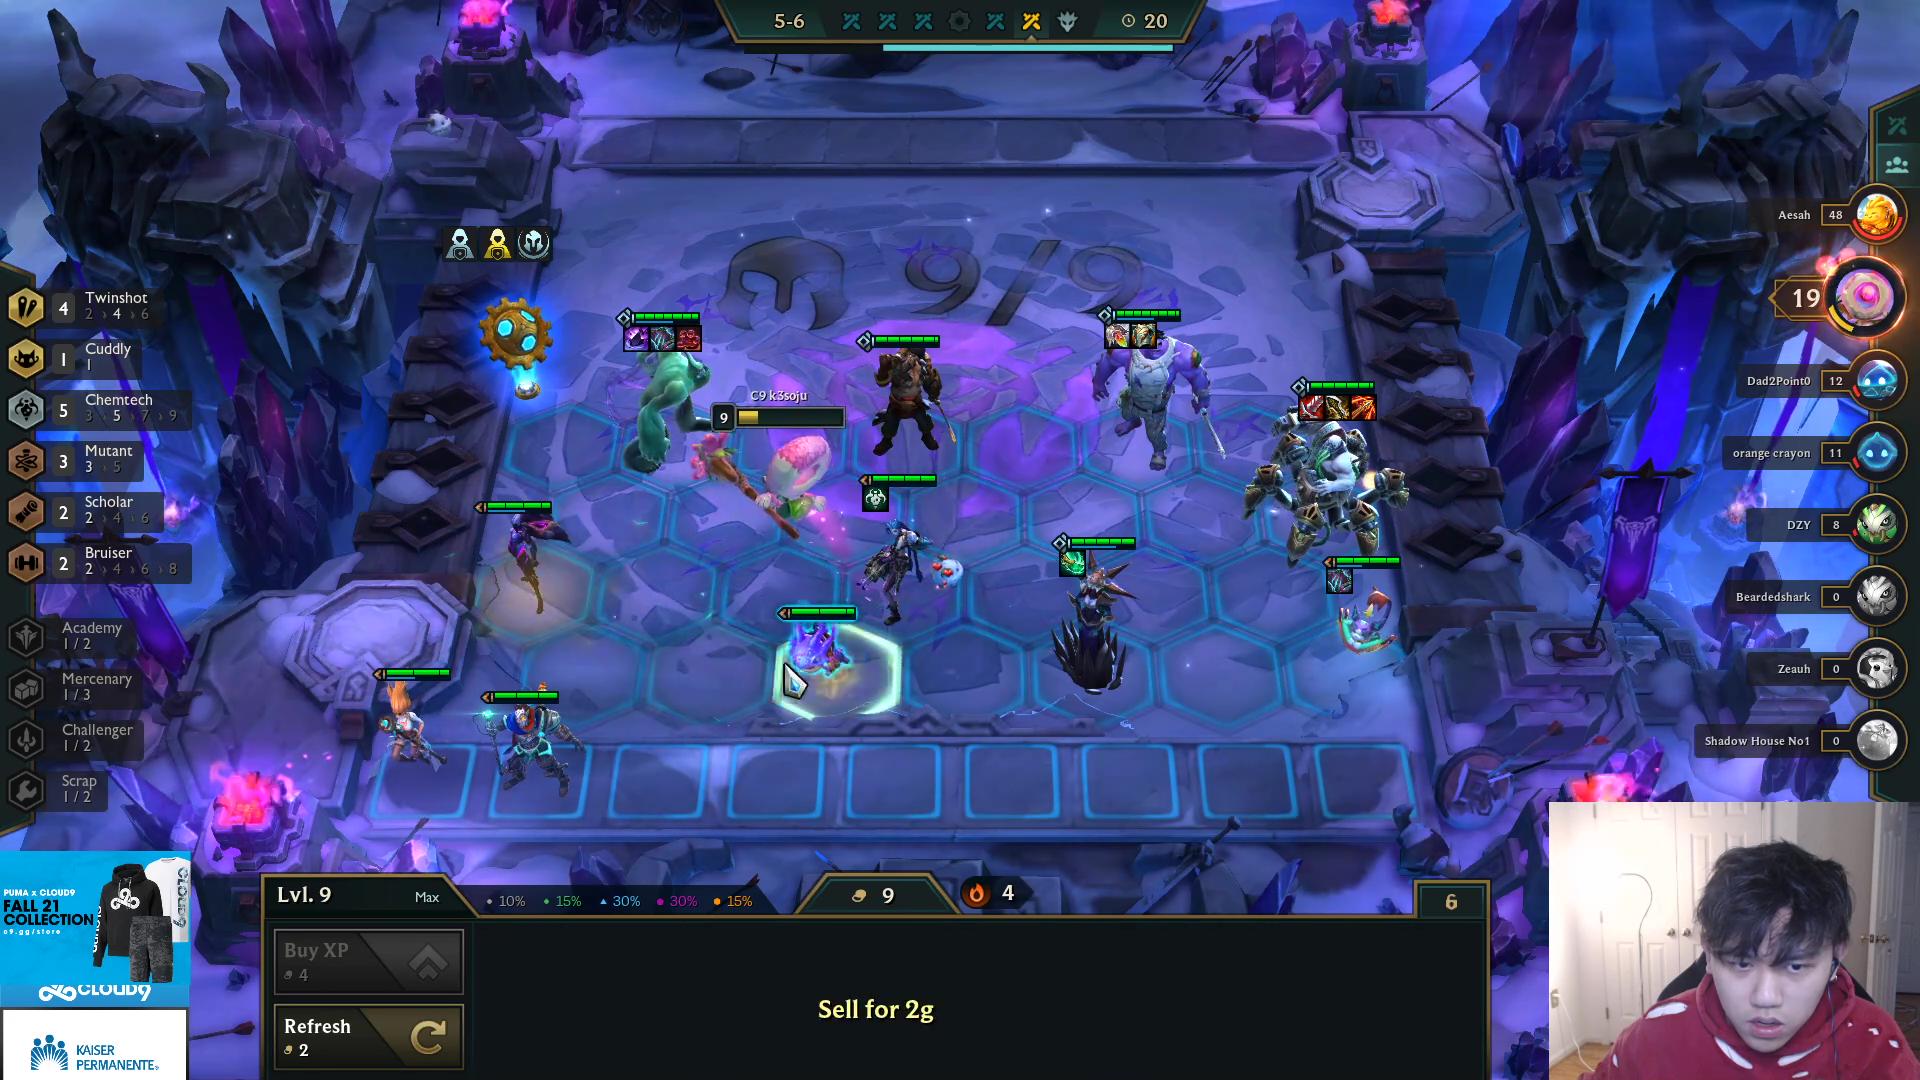 5-6
20
9/9
Aesah 48
19
Dad2Point0 12
orange crayon 11
DZY 8
Beardedshark 0
Zeauh 0
Shadow House No1 0
4 Twinshot
2 › 4 › 6
1 Cuddly
1
5 Chemtech
3 › 5 › 7 › 9
3 Mutant
3 › 5
2 Scholar
2 › 4 › 6
2 Bruiser
2 › 4 › 6 › 8
Academy
1 / 2
Mercenary
1 / 3
Challenger
1 / 2
Scrap
1 / 2
C9 k3soju
9
PUMA x CLOUD9
FALL 21
COLLECTION
c9.gg/store
CLOUD9
KAISER
PERMANENTE
Lvl. 9
Max
10% 15% 30% 30% 15%
9
4
6
Buy XP
4
Refresh
2
Sell for 2g